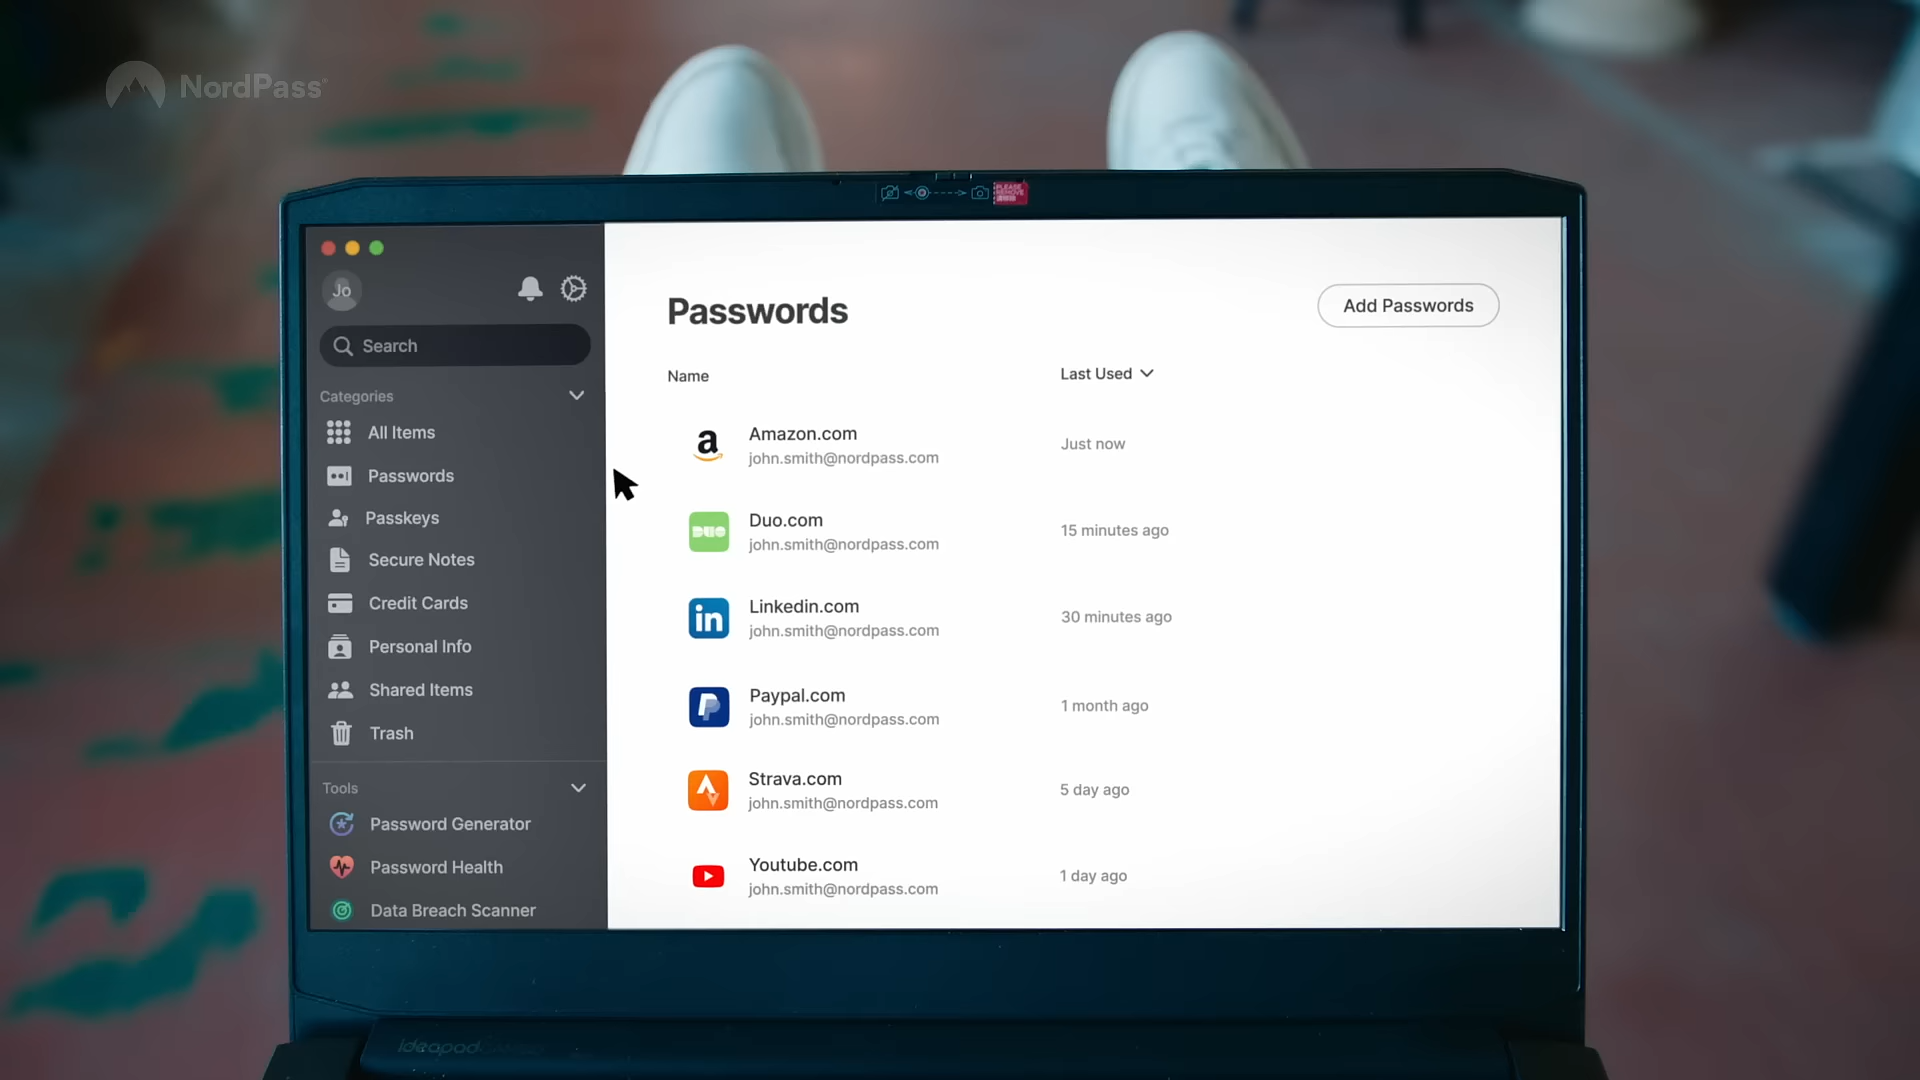 NordPass®
PLEASE
REMOVE
Jo
Search
Categories
All Items
Passwords
Passkeys
Secure Notes
Credit Cards
Personal Info
Shared Items
Trash
Tools
Password Generator
Password Health
Data Breach Scanner
Passwords
Add Passwords
Name
Last Used
a
Amazon.com
john.smith@nordpass.com
Just now
DUO
Duo.com
john.smith@nordpass.com
15 minutes ago
in
Linkedin.com
john.smith@nordpass.com
30 minutes ago
Paypal.com
john.smith@nordpass.com
1 month ago
Strava.com
john.smith@nordpass.com
5 day ago
Youtube.com
john.smith@nordpass.com
1 day ago
ideapad